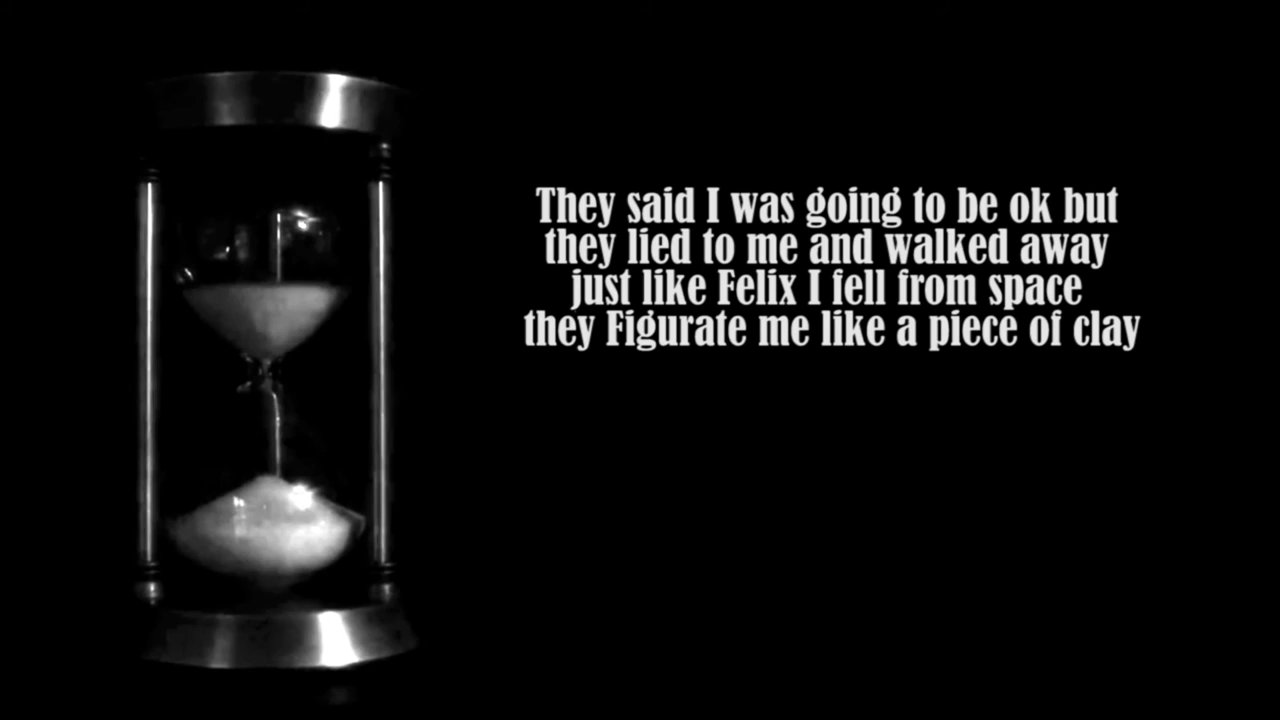 They said I was going to be ok but
they lied to me and walked away
just like Felix I fell from space
they Figurate me like a piece of clay